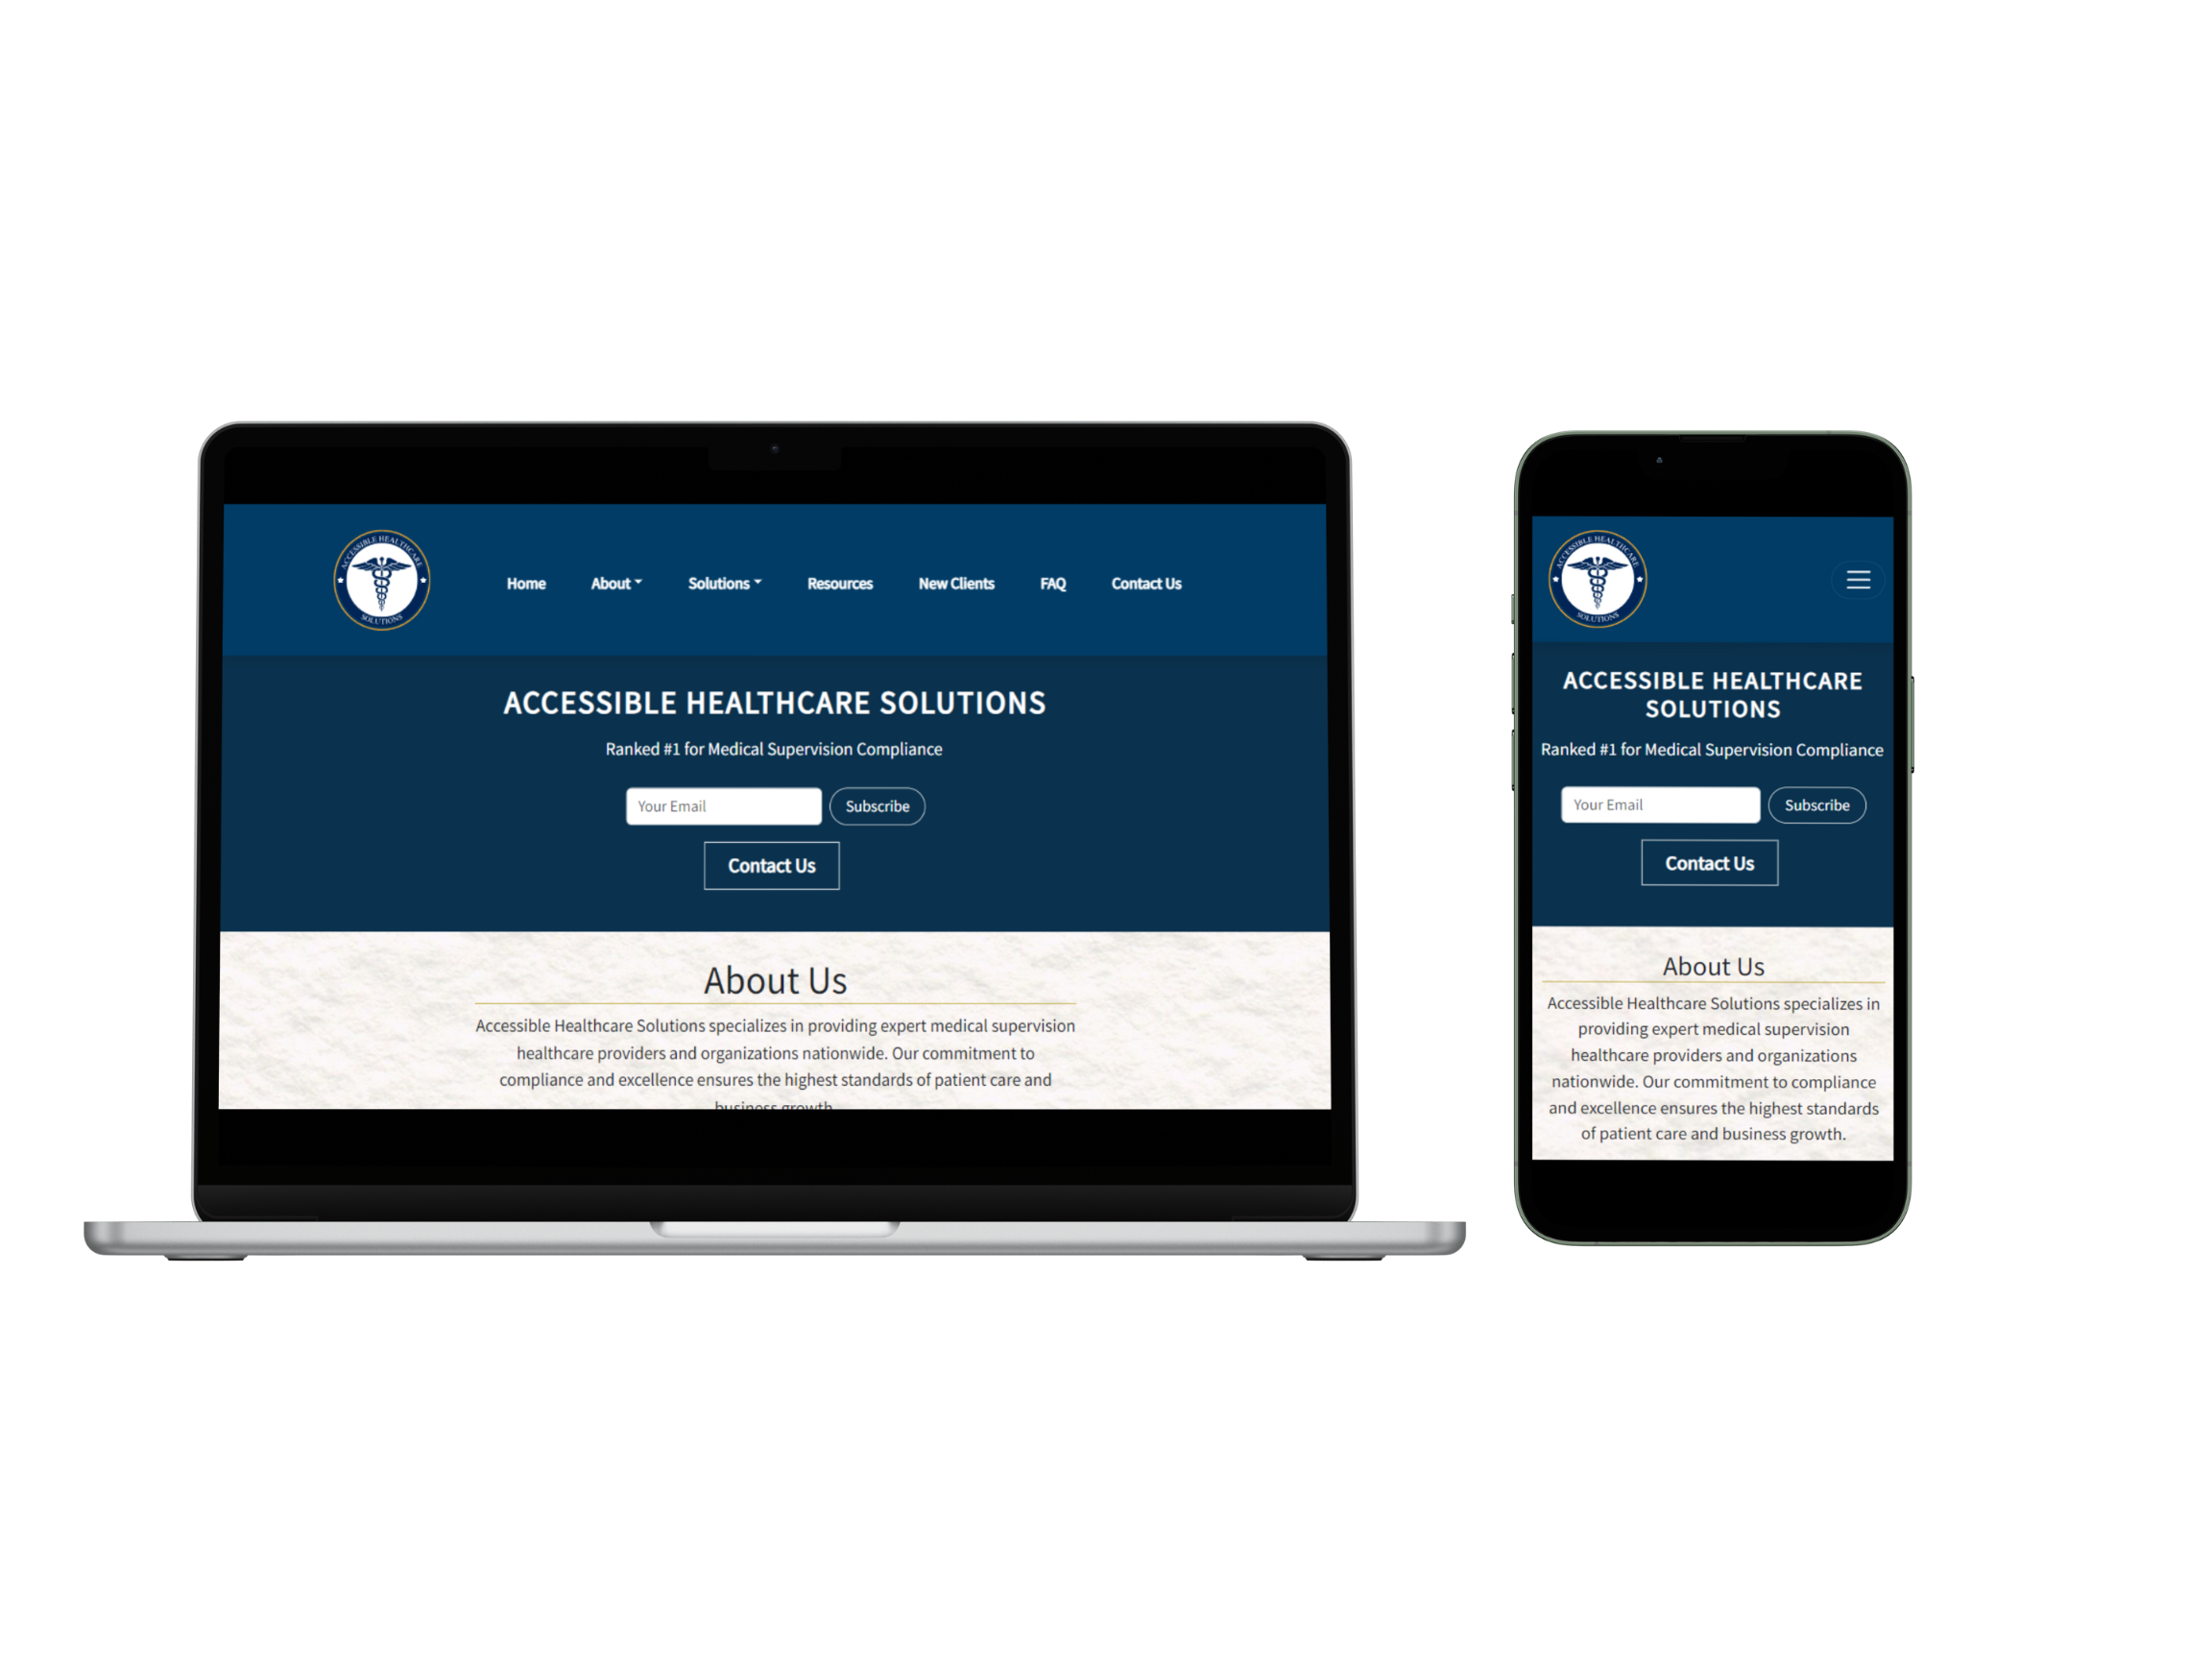 ACCESSIBLE HEALTHCARE
SOLUTIONS
Home About Solutions Resources New Clients FAQ Contact Us
ACCESSIBLE HEALTHCARE SOLUTIONS
Ranked #1 for Medical Supervision Compliance
Your Email Subscribe
Contact Us
About Us
Accessible Healthcare Solutions specializes in providing expert medical supervision
healthcare providers and organizations nationwide. Our commitment to
compliance and excellence ensures the highest standards of patient care and
business growth
ACCESSIBLE HEALTHCARE
SOLUTIONS
ACCESSIBLE HEALTHCARE
SOLUTIONS
Ranked #1 for Medical Supervision Compliance
Your Email Subscribe
Contact Us
About Us
Accessible Healthcare Solutions specializes in
providing expert medical supervision
healthcare providers and organizations
nationwide. Our commitment to compliance
and excellence ensures the highest standards
of patient care and business growth.